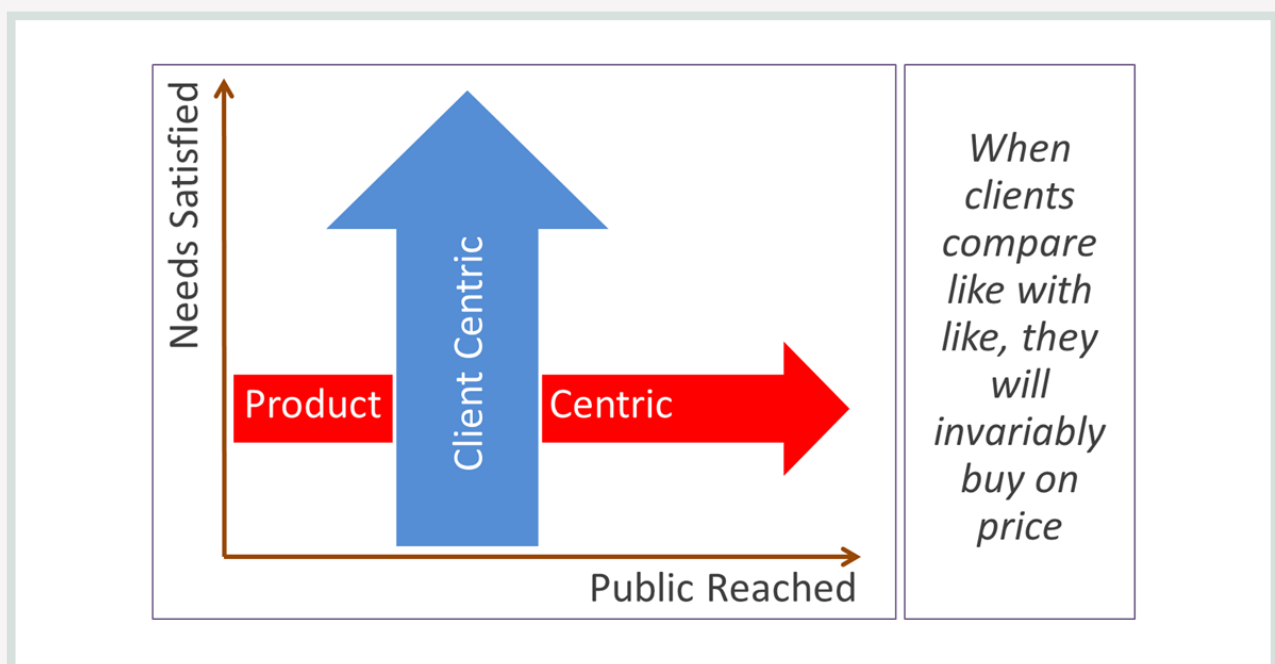 Needs Satisfied
Product
Client Centric
Centric
Public Reached
When
clients
compare
like with
like, they
will
invariably
buy on
price